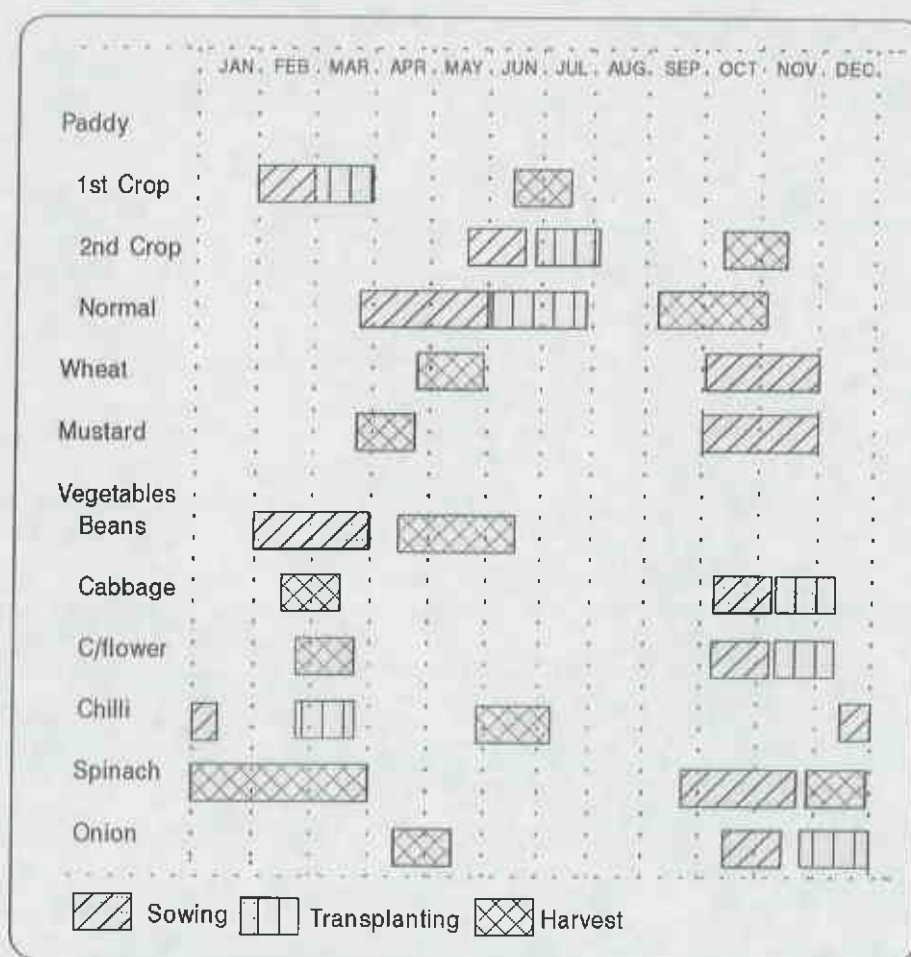 JAN. FEB. MAR. APR. MAY. JUN. JUL. AUG. SEP. OCT. NOV. DEC.
Paddy
1st Crop
2nd Crop
Normal
Wheat
Mustard
Vegetables
Beans
Cabbage
C/flower
Chilli
Spinach
Onion
Sowing Transplanting Harvest